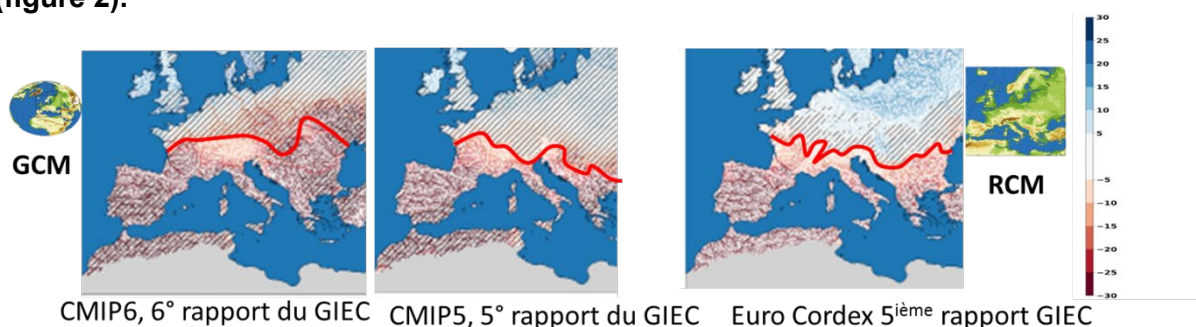 (figure 2).
GCM
RCM
30
25
20
15
10
5
−5
−10
−15
−20
−25
−30
CMIP6, 6° rapport du GIEC
CMIP5, 5° rapport du GIEC
Euro Cordex 5ième rapport GIEC